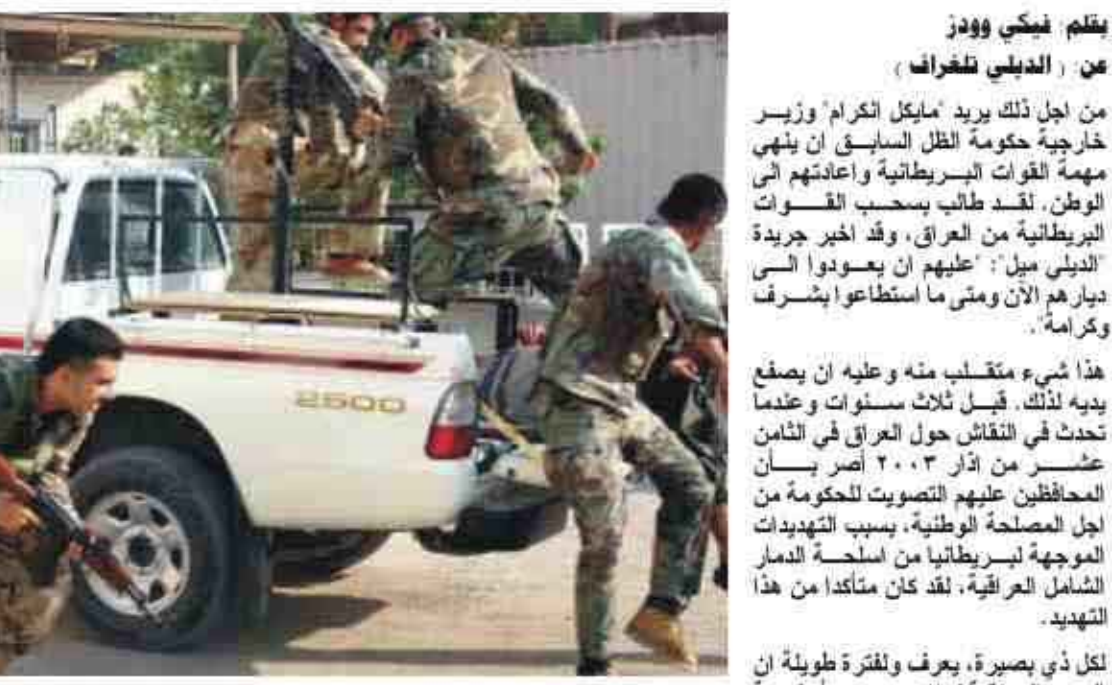 بقلم: فيكي وودز
عن: (الديلي تلغراف)
من اجل ذلك يريد "مايكل انكرام" وزير
خارجية حكومة الظل السابق ان ينهي
مهمة القوات البريطانية واعادتهم الى
الوطن. لقد طالب بسحب القوات
البريطانية من العراق، وقد اخبر جريدة
"الديلي ميل": "عليهم ان يعودوا الى
ديارهم الآن ومتى ما استطاعوا بشرف
وكرامة".
هذا شيء متقلب منه وعليه ان يصفع
يديه لذلك. قبل ثلاث سنوات وعندما
تحدث في النقاش حول العراق في الثامن
عشر من اذار ٢٠٠٣ أصر بأن
المحافظين عليهم التصويت للحكومة من
اجل المصلحة الوطنية، بسبب التهديدات
الموجهة لبريطانيا من اسلحة الدمار
الشامل العراقية، لقد كان متأكدا من هذا
التهديد.
لكل ذي بصيرة، يعرف ولفترة طويلة ان
2500